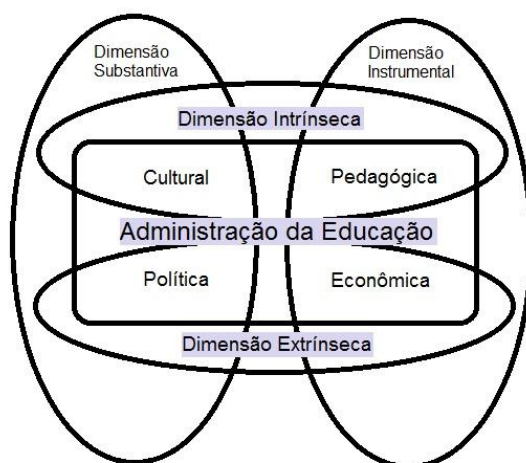 Dimensão
Substantiva
Dimensão
Instrumental
Dimensão Intrínseca
Cultural
Pedagógica
Administração da Educação
Política
Econômica
Dimensão Extrínseca